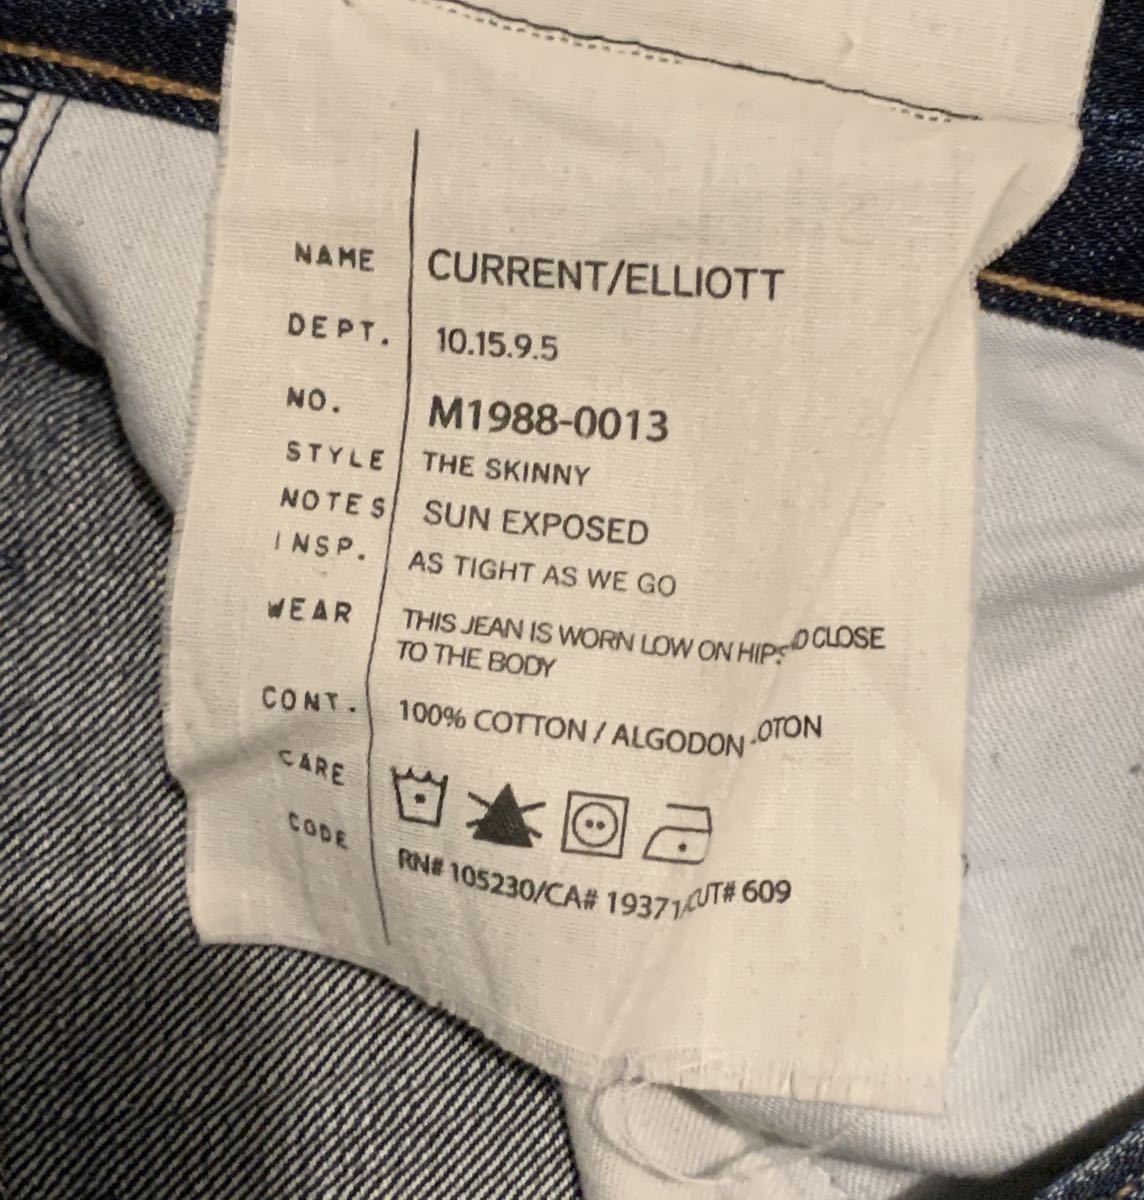 NAME CURRENT/ELLIOTT
DEPT. 10.15.9.5
NO. M1988-0013
STYLE THE SKINNY
NOTES SUN EXPOSED
INSP. AS TIGHT AS WE GO
WEAR THIS JEAN IS WORN LOW ON HIPS CLOSE
TO THE BODY
CONT. 100% COTTON / ALGODON
CARE
CODE RN# 105230/CA# 19371/CUT# 609